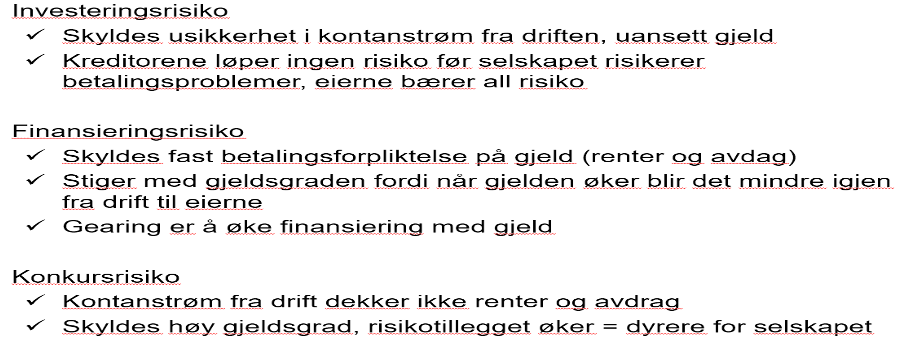 Investeringsrisiko
✓ Skyldes usikkerhet i kontanstrøm fra driften, uansett gjeld
✓ Kreditorene løper ingen risiko før selskapet risikerer
betalingsproblemer, eierne bærer all risiko
Finansieringsrisiko
✓ Skyldes fast betalingsforpliktelse på gjeld (renter og avdag)
✓ Stiger med gjeldsgraden fordi når gjelden øker blir det mindre igjen
fra drift til eierne
✓ Gearing er å øke finansiering med gjeld
Konkursrisiko
✓ Kontanstrøm fra drift dekker ikke renter og avdrag
✓ Skyldes høy gjeldsgrad, risikotillegget øker = dyrere for selskapet